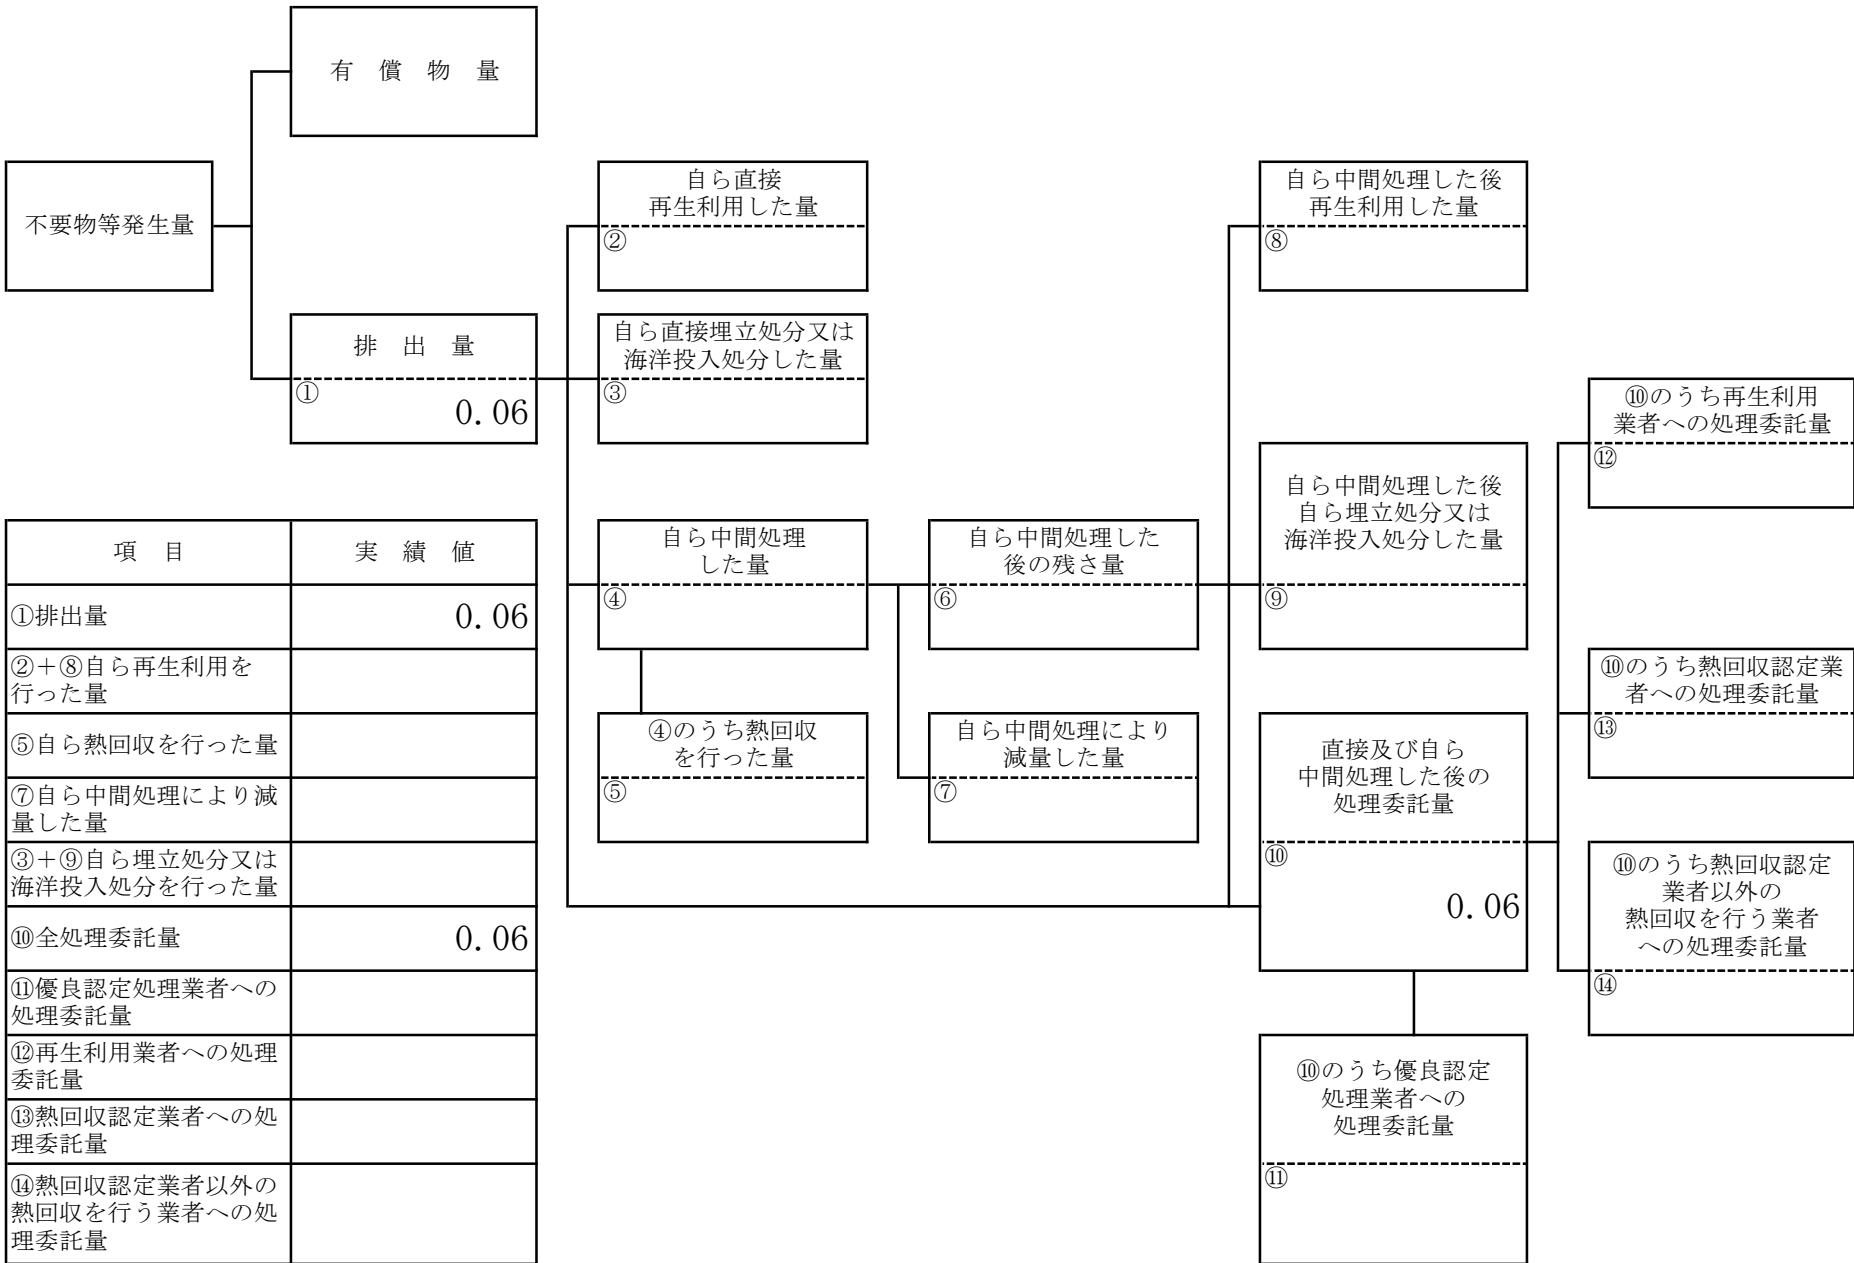 有　償　物　量
不要物等発生量
排　出　量
①
0.06
自ら直接
再生利用した量
②
自ら直接埋立処分又は
海洋投入処分した量
③
自ら中間処理
した量
④
④のうち熱回収
を行った量
⑤
自ら中間処理した
後の残さ量
⑥
自ら中間処理により
減量した量
⑦
自ら中間処理した後
再生利用した量
⑧
自ら中間処理した後
自ら埋立処分又は
海洋投入処分した量
⑨
直接及び自ら
中間処理した後の
処理委託量
⑩
0.06
⑩のうち優良認定
処理業者への
処理委託量
⑪
⑩のうち再生利用
業者への処理委託量
⑫
⑩のうち熱回収認定業
者への処理委託量
⑬
⑩のうち熱回収認定
業者以外の
熱回収を行う業者
への処理委託量
⑭
項　目　実　績　値
①排出量　0.06
②＋⑧自ら再生利用を
行った量
⑤自ら熱回収を行った量
⑦自ら中間処理により減
量した量
③＋⑨自ら埋立処分又は
海洋投入処分を行った量
⑩全処理委託量　0.06
⑪優良認定処理業者への
処理委託量
⑫再生利用業者への処理
委託量
⑬熱回収認定業者への処
理委託量
⑭熱回収認定業者以外の
熱回収を行う業者への処
理委託量